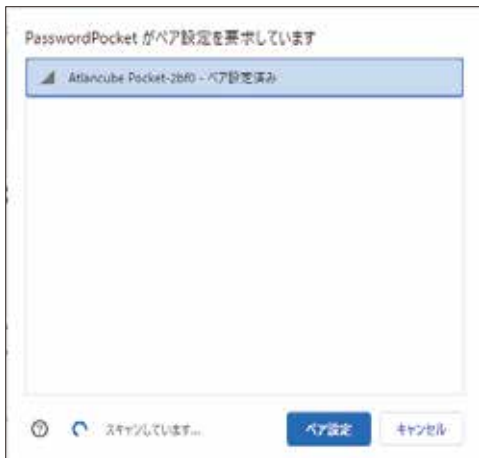 PasswordPocket がペア設定を要求しています
Atlancube Pocket-2bf0 - ペア設定済み
スキャンしています...
ペア設定
キャンセル